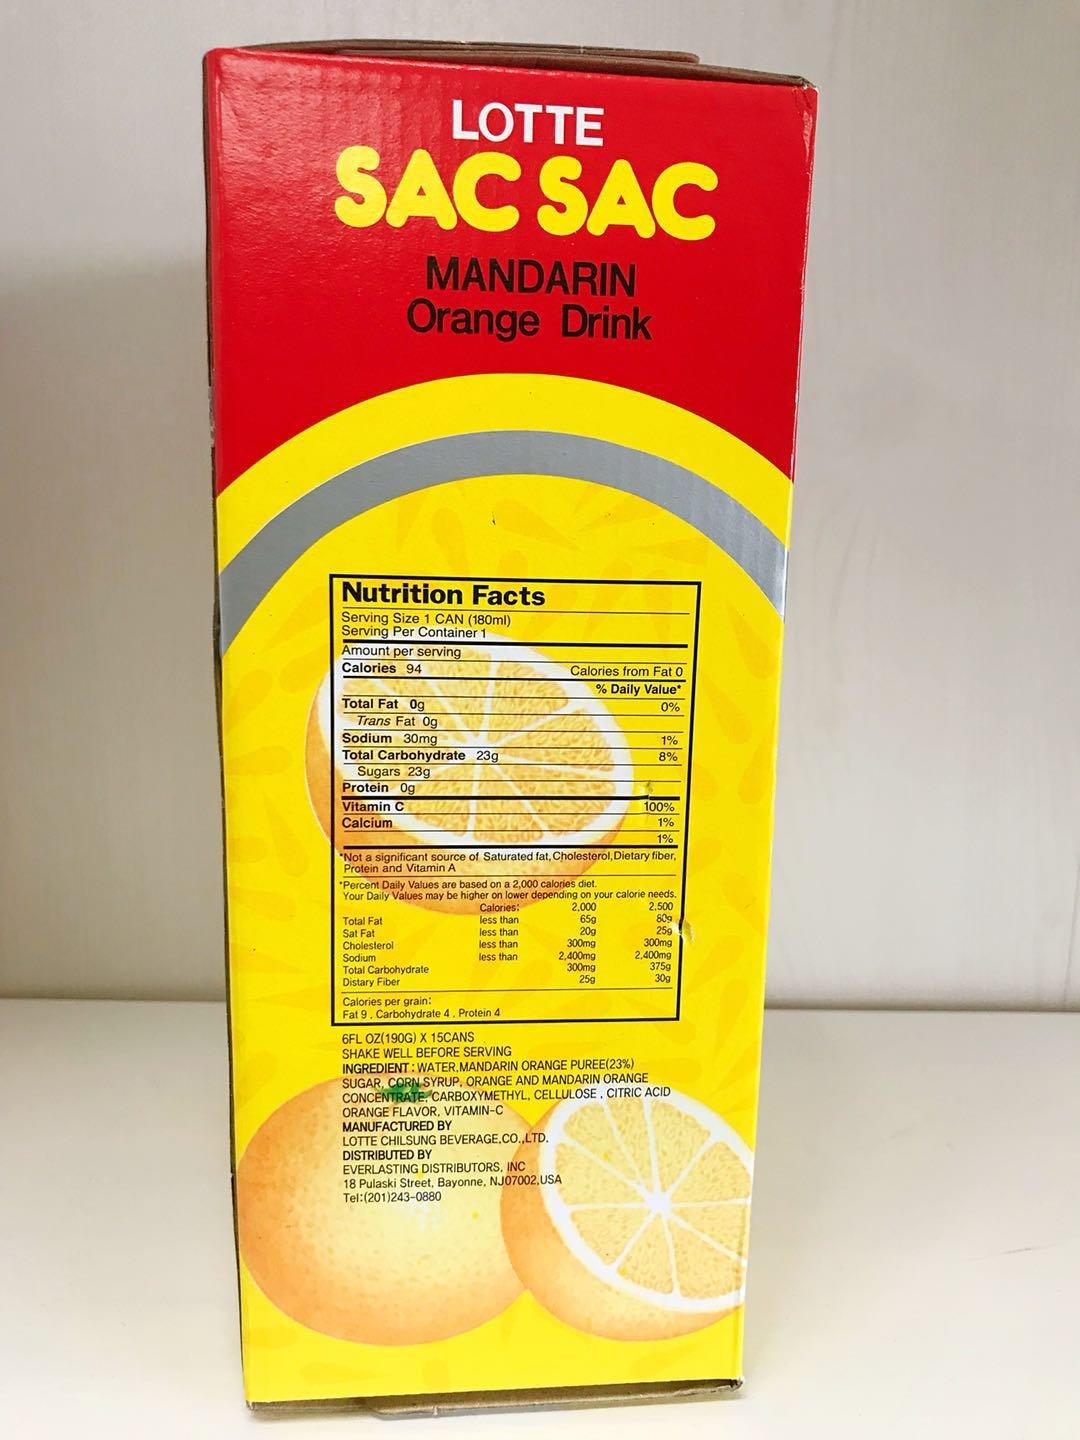 LOTTE
SAC SAC
MANDARIN
Orange Drink
Nutrition Facts
Serving Size 1 CAN (180ml)
Serving Per Container 1
Amount per serving
Calories 94 Calories from Fat 0
% Daily Value*
Total Fat 0g 0%
Trans Fat 0g
Sodium 30mg 1%
Total Carbohydrate 23g 8%
Sugars 23g
Protein 0g
Vitamin C 100%
Calcium 1%
1%
*Not a significant source of Saturated fat, Cholesterol, Dietary fiber,
Protein and Vitamin A
*Percent Daily Values are based on a 2,000 calories diet.
Your Daily Values may be higher on lower depending on your calorie needs.
Calories: 2,000 2,500
Total Fat less than 65g 80g
Sat Fat less than 20g 25g
Cholesterol less than 300mg 300mg
Sodium less than 2,400mg 2,400mg
Total Carbohydrate 300mg 375g
Distary Fiber 25g 30g
Calories per grain:
Fat 9 . Carbohydrate 4 . Protein 4
6FL OZ(190G) X 15CANS
SHAKE WELL BEFORE SERVING
INGREDIENT : WATER,MANDARIN ORANGE PUREE(23%)
SUGAR, CORN SYRUP, ORANGE AND MANDARIN ORANGE
CONCENTRATE, CARBOXYMETHYL, CELLULOSE , CITRIC ACID
ORANGE FLAVOR, VITAMIN-C
MANUFACTURED BY
LOTTE CHILSUNG BEVERAGE,CO.,LTD.
DISTRIBUTED BY
EVERLASTING DISTRIBUTORS, INC
18 Pulaski Street, Bayonne, NJ07002,USA
Tel:(201)243-0880